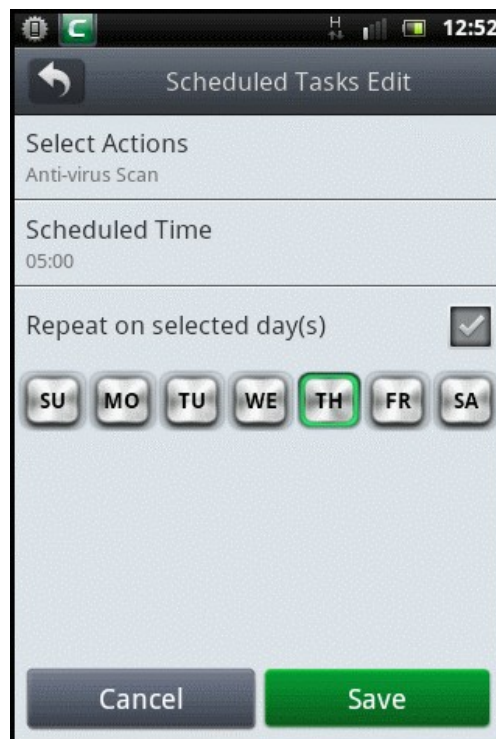 C H 12:52
Scheduled Tasks Edit
Select Actions
Anti-virus Scan
Scheduled Time
05:00
Repeat on selected day(s)
SU MO TU WE TH FR SA
Cancel Save